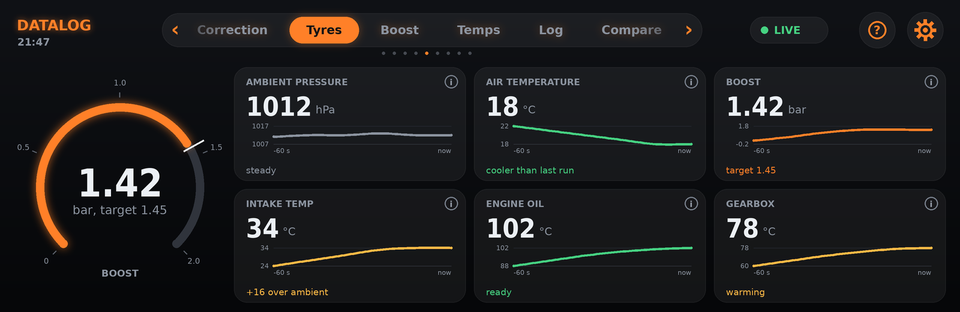 DATALOG
21:47
‹ Correction Tyres Boost Temps Log Compare ›
LIVE
?
1.0
0.5
1.5
1.42
bar, target 1.45
0
2.0
BOOST
AMBIENT PRESSURE
i
1012 hPa
1017
1007
-60 s now
steady
AIR TEMPERATURE
i
18 °C
22
18
-60 s now
cooler than last run
BOOST
i
1.42 bar
1.8
-0.2
-60 s now
target 1.45
INTAKE TEMP
i
34 °C
34
24
-60 s now
+16 over ambient
ENGINE OIL
i
102 °C
102
88
-60 s now
ready
GEARBOX
i
78 °C
78
60
-60 s now
warming